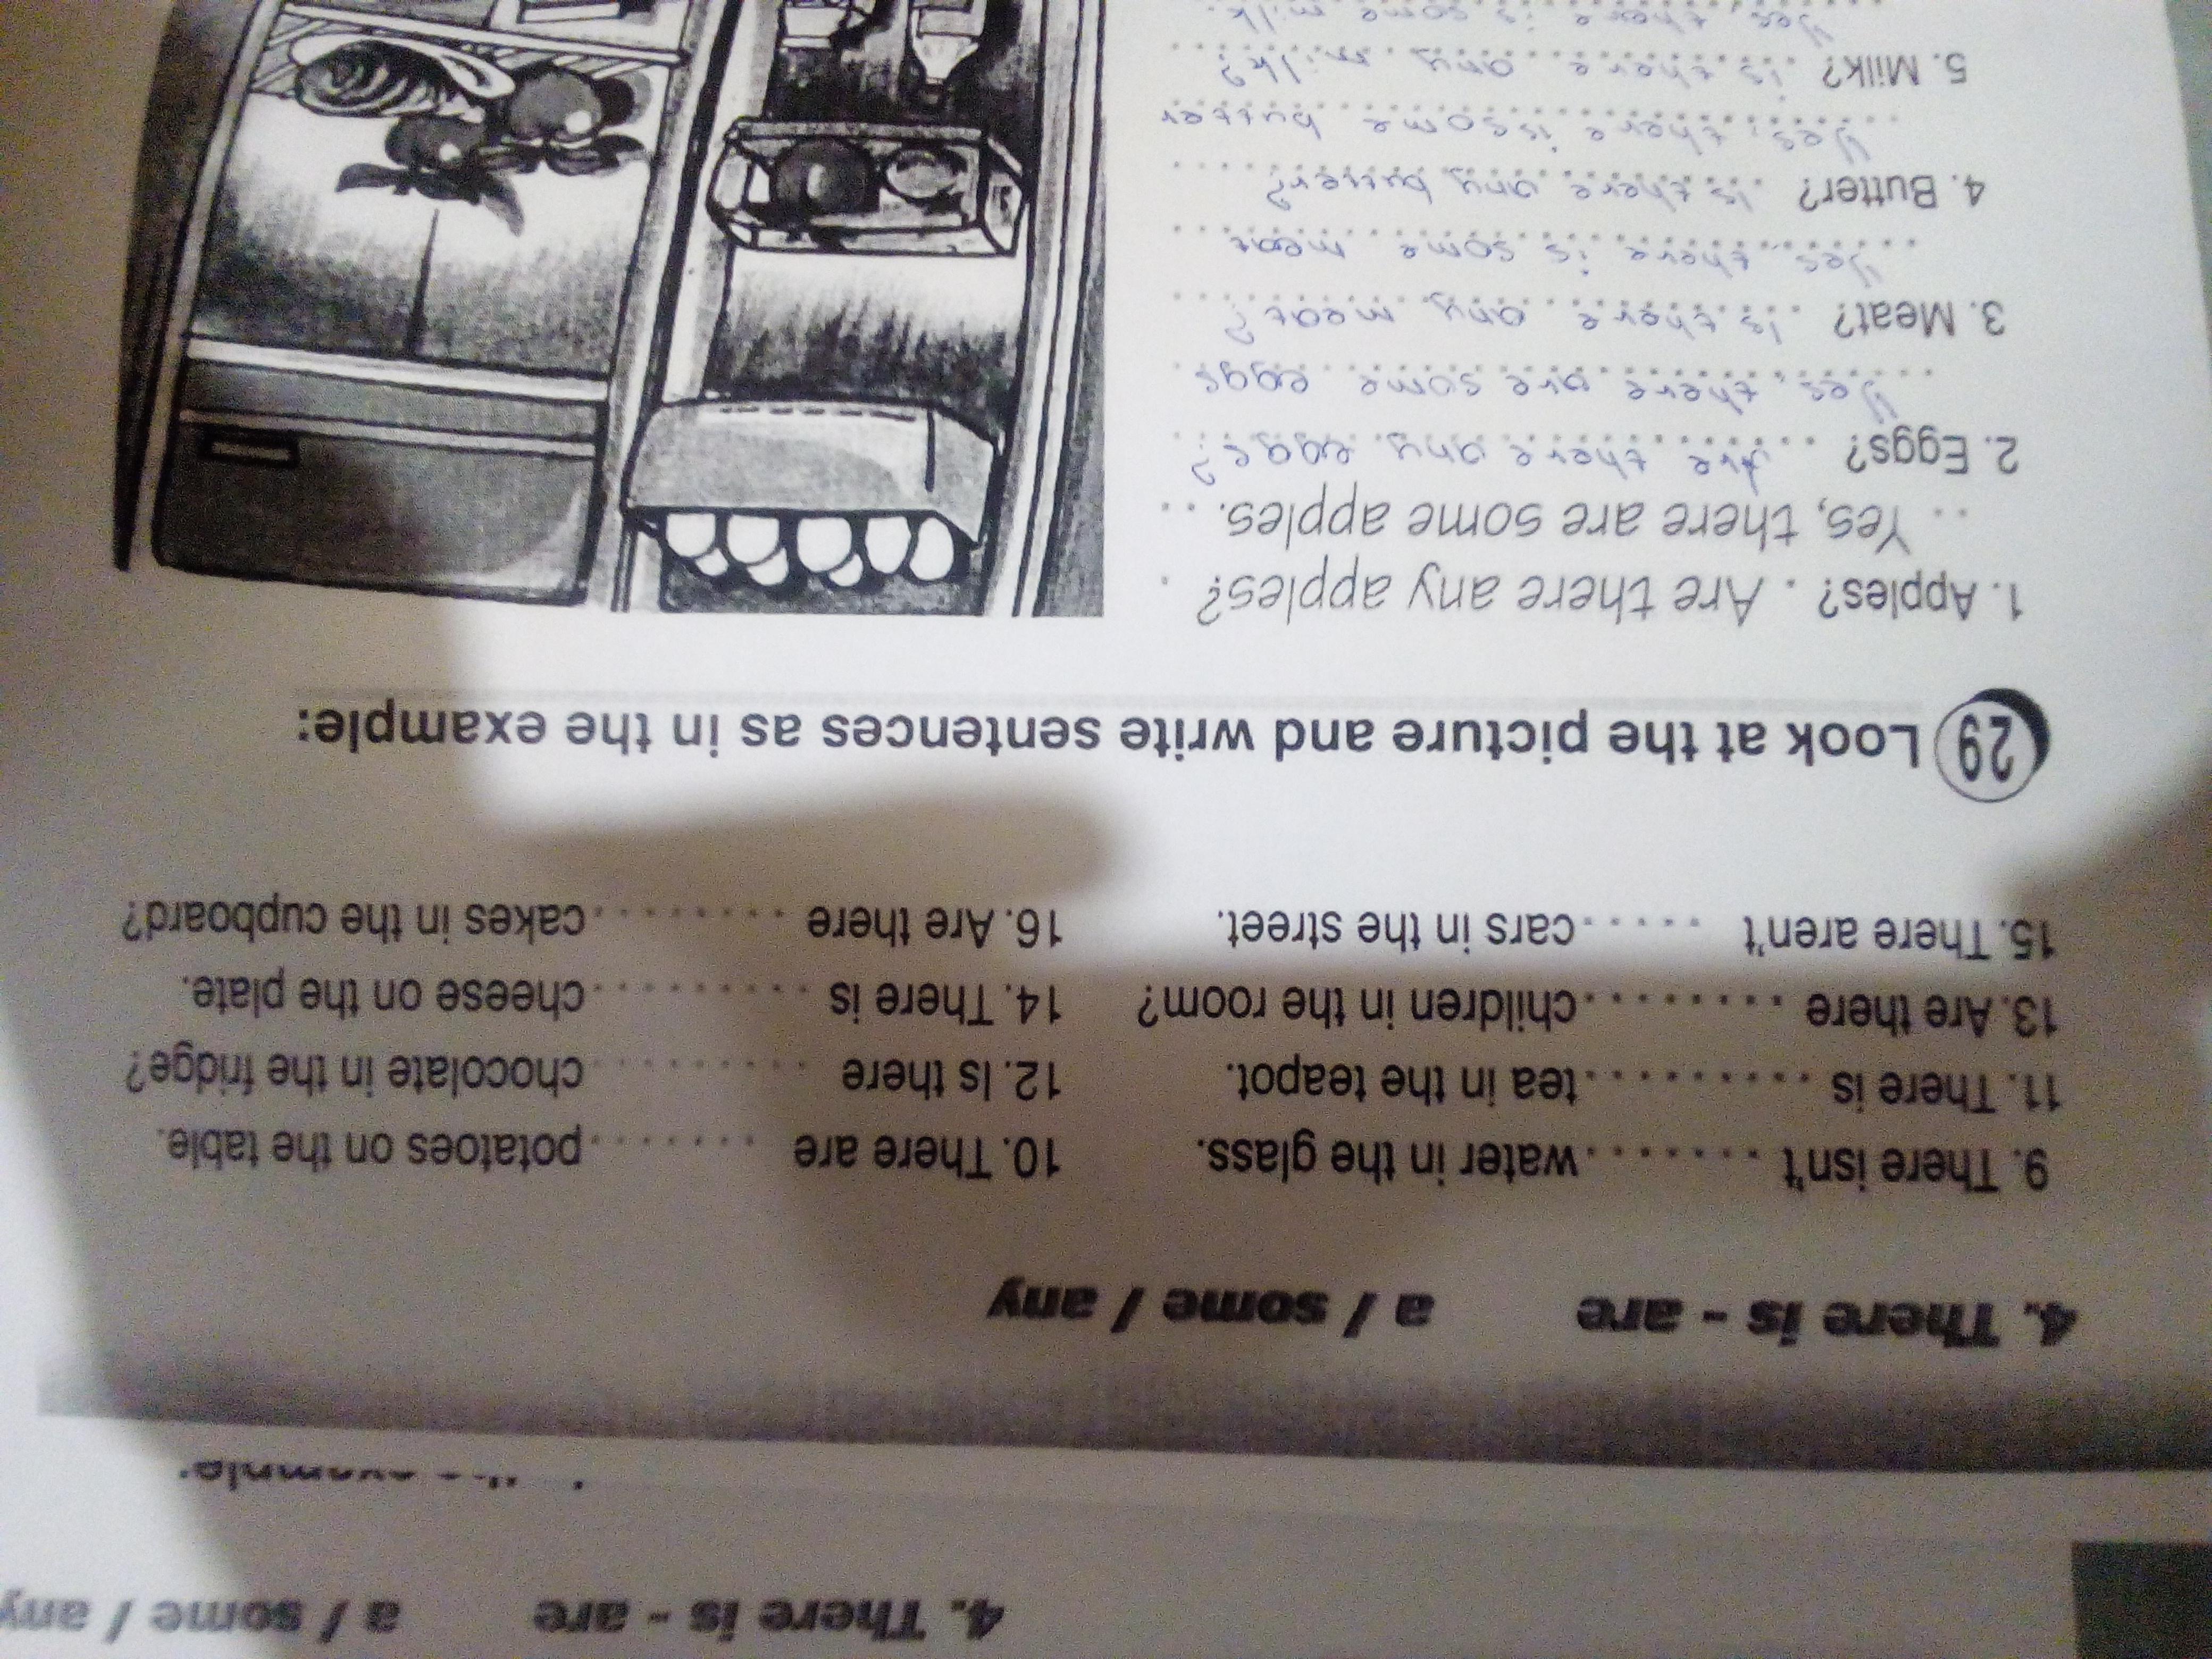 4. There is - are a / some / any
example:
4. There is - are a / some / any
9. There isn't ........ water in the glass. 10. There are ........ potatoes on the table.
11. There is .......... tea in the teapot. 12. Is there .......... chocolate in the fridge?
13. Are there ......... children in the room? 14. There is .......... cheese on the plate.
15. There aren't ...... cars in the street. 16. Are there ......... cakes in the cupboard?
29 Look at the picture and write sentences as in the example:
1. Apples? . Are there any apples? .
.. Yes, there are some apples. ..
2. Eggs? Are there any eggs?
Yes, there are some eggs
3. Meat? is there any meat?
Yes, there is some meat
4. Butter? is there any butter?
Yes, there is some butter
5. Milk? is there any milk?
Yes, there is some milk